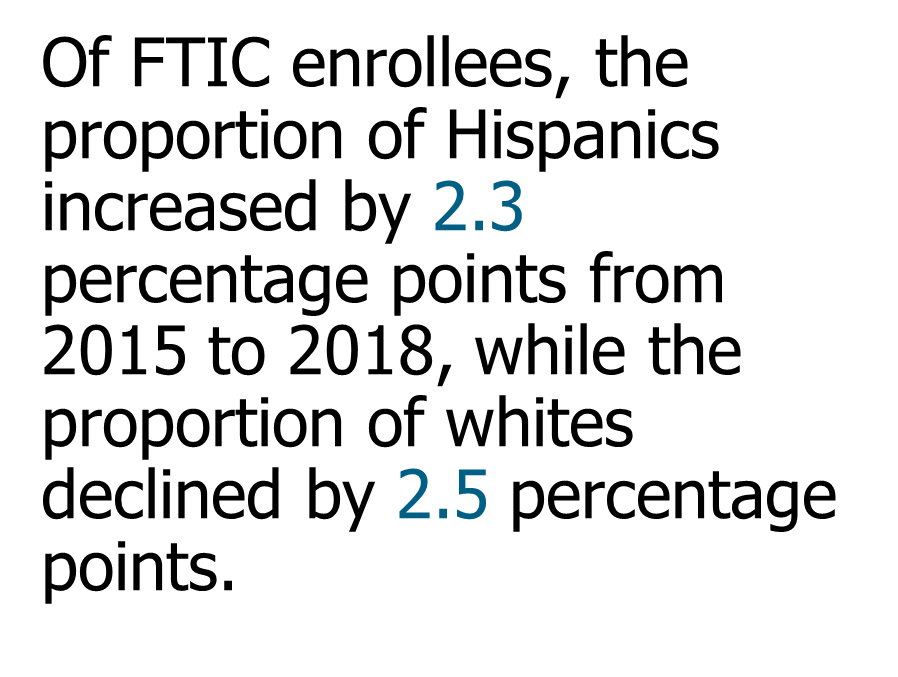 Of FTIC enrollees, the
proportion of Hispanics
increased by 2.3
percentage points from
2015 to 2018, while the
proportion of whites
declined by 2.5 percentage
points.